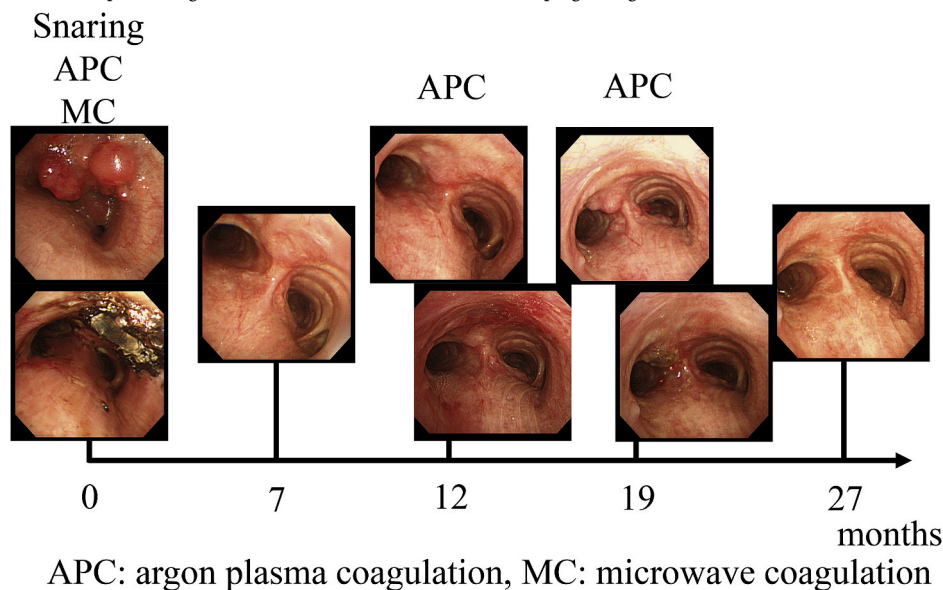 Snaring
APC
MC
APC
APC
0
7
12
19
27
months
APC: argon plasma coagulation, MC: microwave coagulation